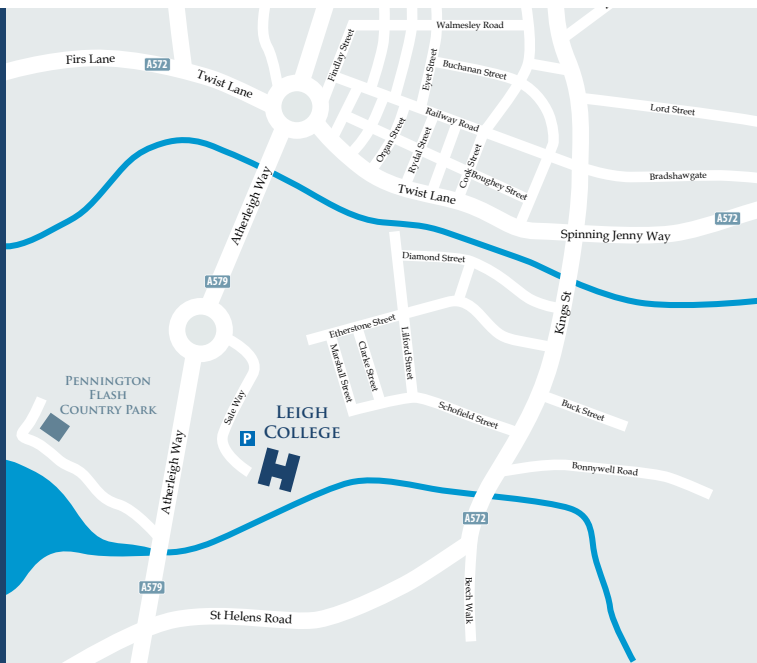 Walmesley Road
Findlay Street
Firs Lane
A572
Twist Lane
Eyet Street
Buchanan Street
Lord Street
Railway Road
Organ Street
Rydal Street
Cook Street
Boughey Street
Bradshawgate
Twist Lane
A572
Spinning Jenny Way
Atherleigh Way
Diamond Street
A579
Kings St
Etherstone Street
Marshall Street
Clarke Street
Lilford Street
PENNINGTON
FLASH
COUNTRY PARK
Sale Way
P
LEIGH
COLLEGE
Schofield Street
Buck Street
Atherleigh Way
Bonnywell Road
A572
A579
St Helens Road
Beech Walk